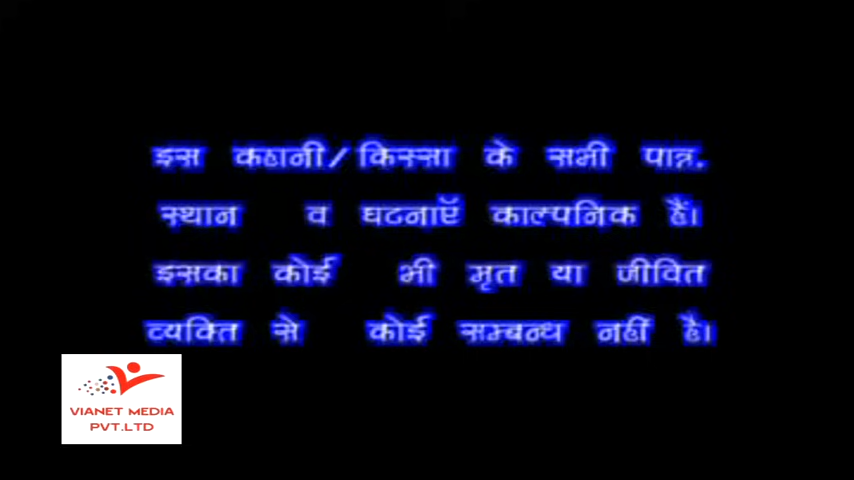 इस कहानी/किस्सा के सभी पात्र,
स्थान व घटनाएँ काल्पनिक हैं।
इसका कोई भी मृत या जीवित
व्यक्ति से कोई सम्बन्ध नहीं है।
VIANET MEDIA
PVT.LTD